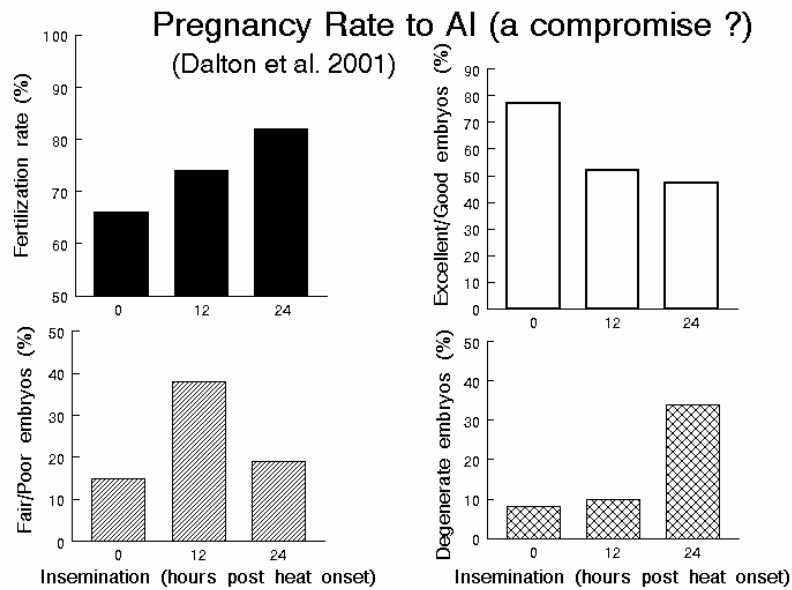 Pregnancy Rate to AI (a compromise ?)
(Dalton et al. 2001)
Fertilization rate (%)
100
90
80
70
60
50
0 12 24
Excellent/Good embryos (%)
90
80
70
60
50
40
30
20
10
0
0 12 24
Fair/Poor embryos (%)
50
40
30
20
10
0
0 12 24
Insemination (hours post heat onset)
Degenerate embryos (%)
50
40
30
20
10
0
0 12 24
Insemination (hours post heat onset)